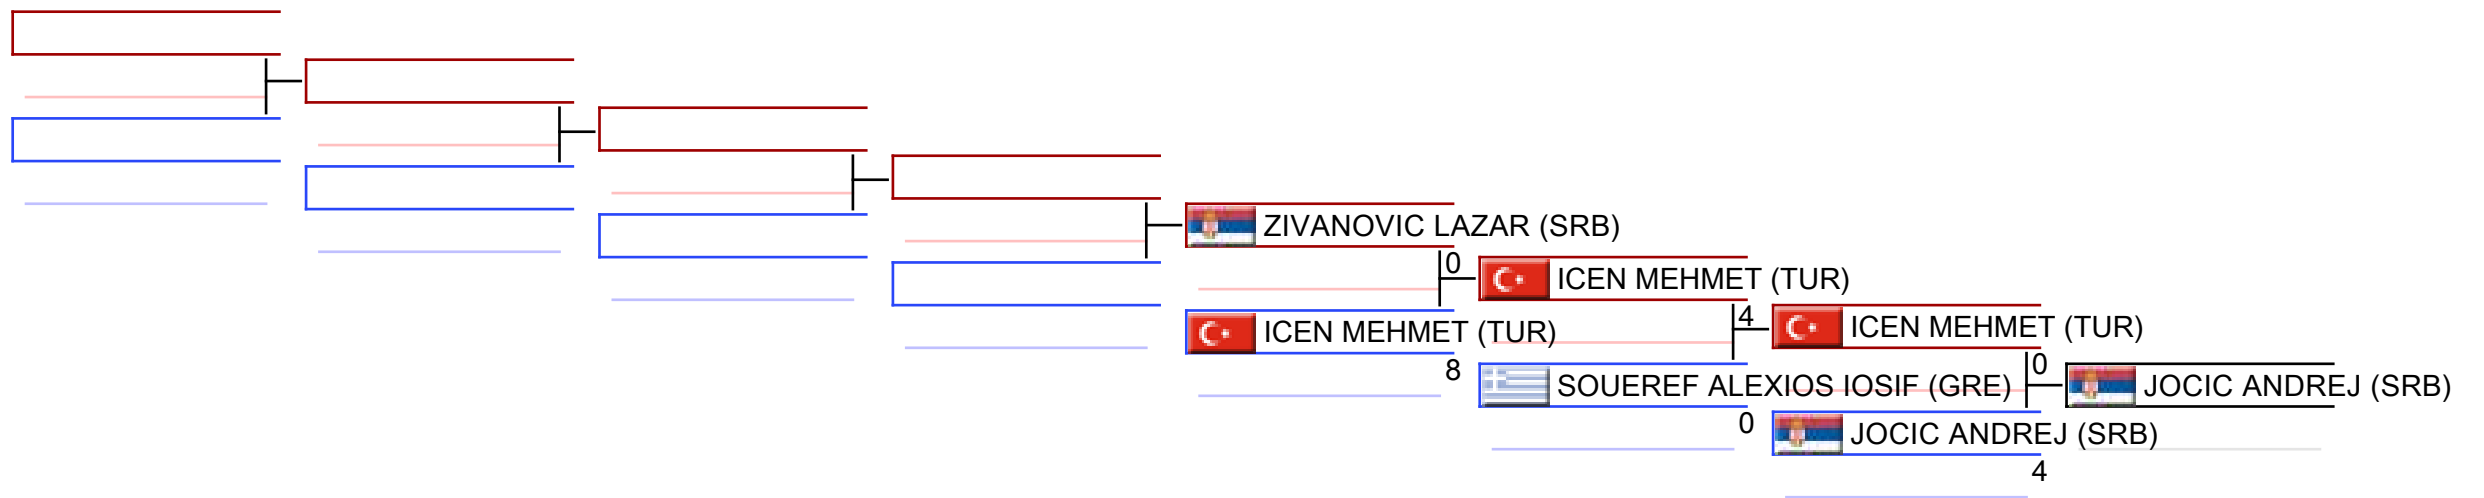 ZIVANOVIC LAZAR (SRB)
0
ICEN MEHMET (TUR)
ICEN MEHMET (TUR)
8
4
SOUEREF ALEXIOS IOSIF (GRE)
0
ICEN MEHMET (TUR)
0
JOCIC ANDREJ (SRB)
4
JOCIC ANDREJ (SRB)